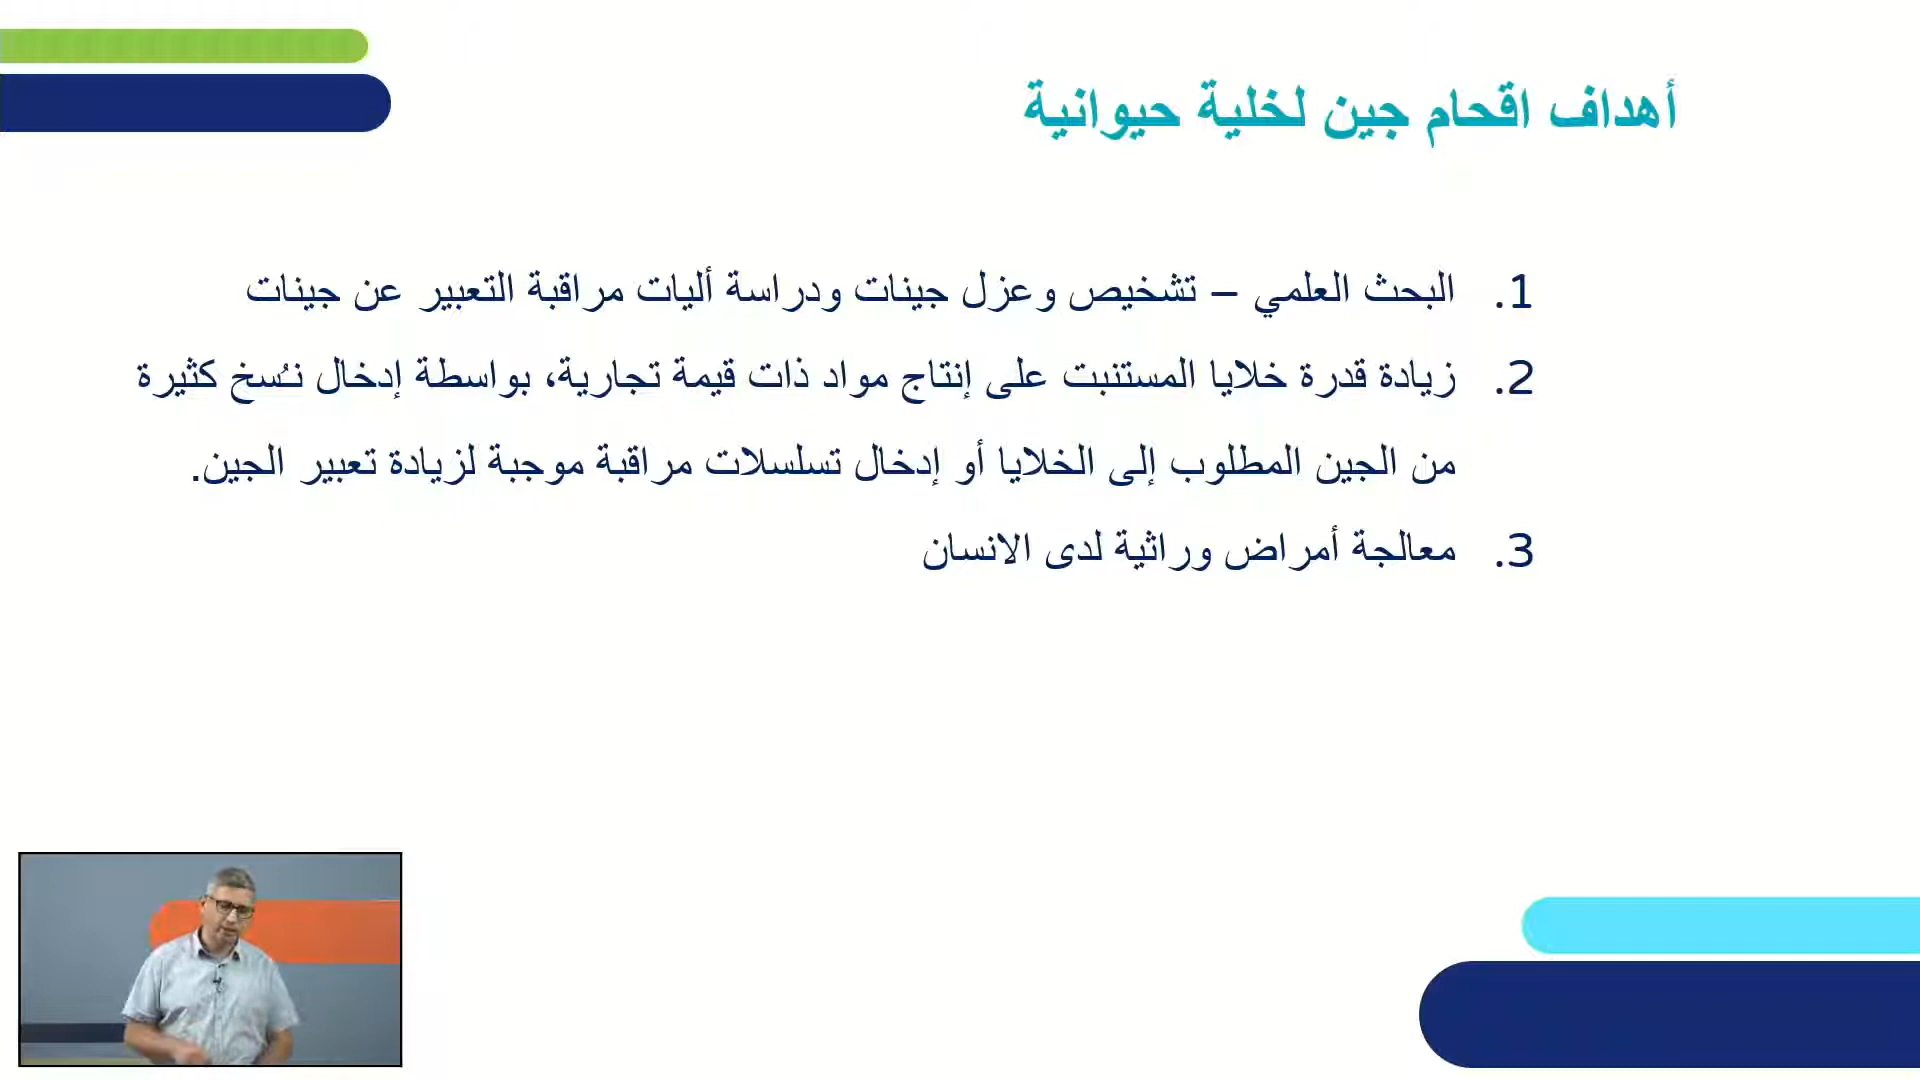 أهداف اقحام جين لخلية حيوانية
1. البحث العلمي – تشخيص وعزل جينات ودراسة أليات مراقبة التعبير عن جينات
2. زيادة قدرة خلايا المستنبت على إنتاج مواد ذات قيمة تجارية، بواسطة إدخال نُسخ كثيرة
من الجين المطلوب إلى الخلايا أو إدخال تسلسلات مراقبة موجبة لزيادة تعبير الجين.
3. معالجة أمراض وراثية لدى الانسان